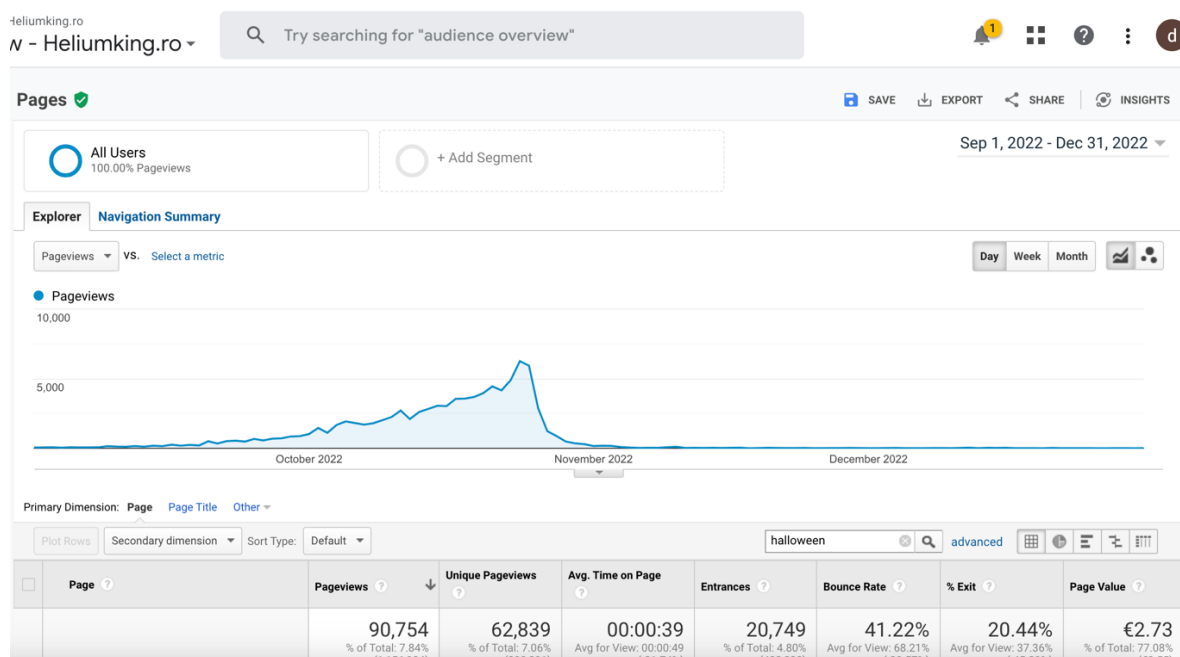 Heliumking.ro
w - Heliumking.ro
Try searching for "audience overview"
1
d
Pages
SAVE
EXPORT
SHARE
INSIGHTS
All Users
100.00% Pageviews
+ Add Segment
Sep 1, 2022 - Dec 31, 2022
Explorer
Navigation Summary
Pageviews
VS.
Select a metric
Day
Week
Month
Pageviews
10,000
5,000
October 2022
November 2022
December 2022
Primary Dimension:
Page
Page Title
Other
Plot Rows
Secondary dimension
Sort Type:
Default
halloween
advanced
Page
Pageviews
Unique Pageviews
Avg. Time on Page
Entrances
Bounce Rate
% Exit
Page Value
90,754
% of Total: 7.84%
62,839
% of Total: 7.06%
00:00:39
Avg for View: 00:00:49
20,749
% of Total: 4.80%
41.22%
Avg for View: 68.21%
20.44%
Avg for View: 37.36%
€2.73
% of Total: 77.08%